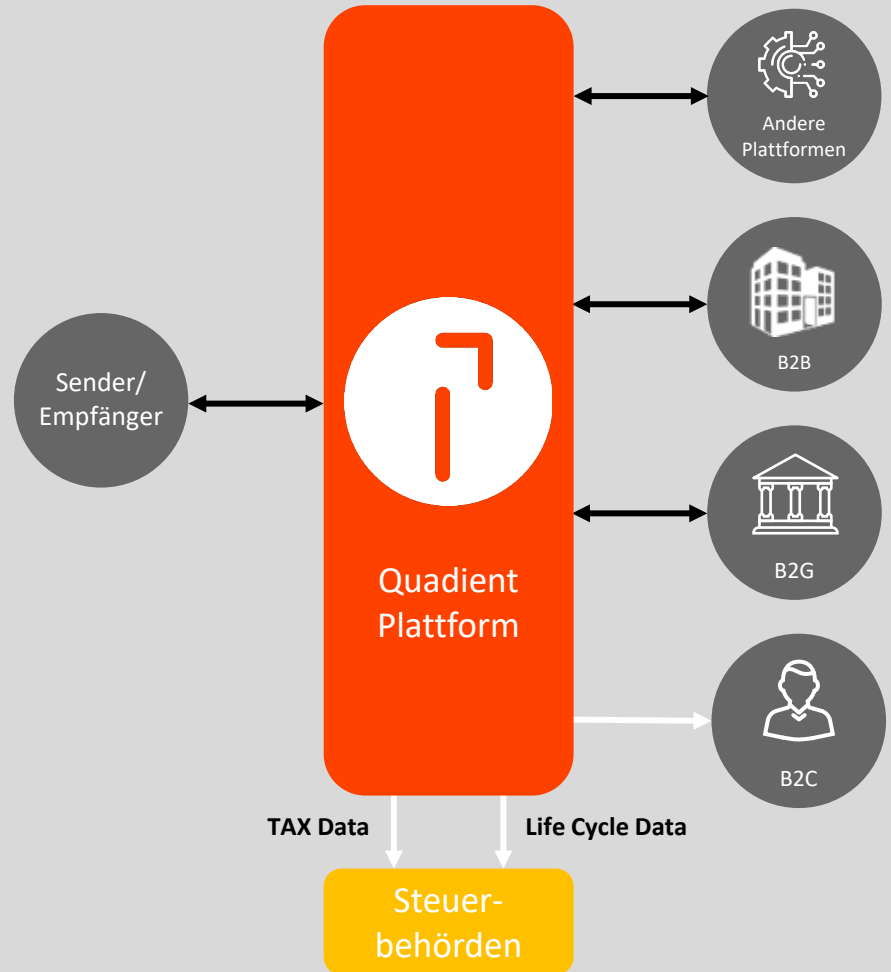 Andere
Plattformen
B2B
Sender/
Empfänger
B2G
Quadient
Plattform
B2C
TAX Data
Life Cycle Data
Steuer-
behörden